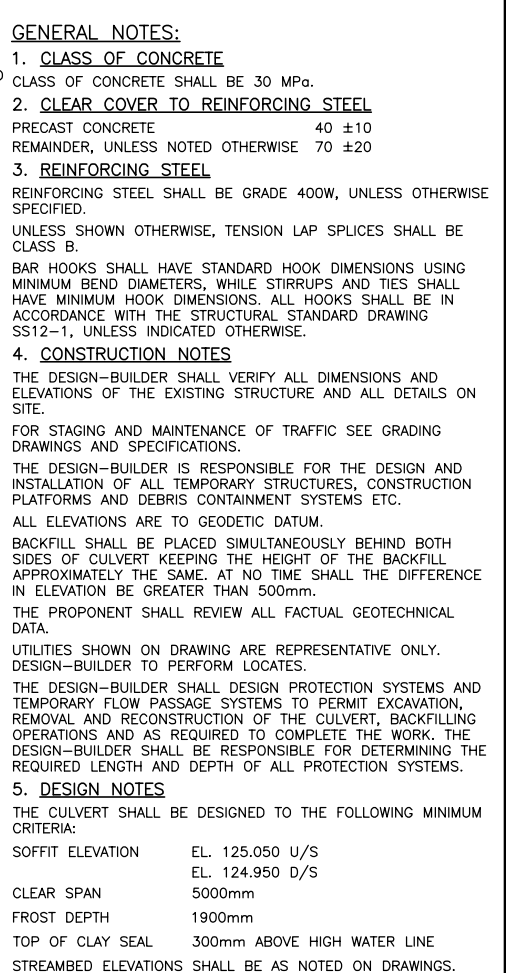 GENERAL NOTES:
1. CLASS OF CONCRETE
CLASS OF CONCRETE SHALL BE 30 MPa.
2. CLEAR COVER TO REINFORCING STEEL
PRECAST CONCRETE 40 ±10
REMAINDER, UNLESS NOTED OTHERWISE 70 ±20
3. REINFORCING STEEL
REINFORCING STEEL SHALL BE GRADE 400W, UNLESS OTHERWISE
SPECIFIED.
UNLESS SHOWN OTHERWISE, TENSION LAP SPLICES SHALL BE
CLASS B.
BAR HOOKS SHALL HAVE STANDARD HOOK DIMENSIONS USING
MINIMUM BEND DIAMETERS, WHILE STIRRUPS AND TIES SHALL
HAVE MINIMUM HOOK DIMENSIONS. ALL HOOKS SHALL BE IN
ACCORDANCE WITH THE STRUCTURAL STANDARD DRAWING
SS12-1, UNLESS INDICATED OTHERWISE.
4. CONSTRUCTION NOTES
THE DESIGN-BUILDER SHALL VERIFY ALL DIMENSIONS AND
ELEVATIONS OF THE EXISTING STRUCTURE AND ALL DETAILS ON
SITE.
FOR STAGING AND MAINTENANCE OF TRAFFIC SEE GRADING
DRAWINGS AND SPECIFICATIONS.
THE DESIGN-BUILDER IS RESPONSIBLE FOR THE DESIGN AND
INSTALLATION OF ALL TEMPORARY STRUCTURES, CONSTRUCTION
PLATFORMS AND DEBRIS CONTAINMENT SYSTEMS ETC.
ALL ELEVATIONS ARE TO GEODETIC DATUM.
BACKFILL SHALL BE PLACED SIMULTANEOUSLY BEHIND BOTH
SIDES OF CULVERT KEEPING THE HEIGHT OF THE BACKFILL
APPROXIMATELY THE SAME. AT NO TIME SHALL THE DIFFERENCE
IN ELEVATION BE GREATER THAN 500mm.
THE PROPONENT SHALL REVIEW ALL FACTUAL GEOTECHNICAL
DATA.
UTILITIES SHOWN ON DRAWING ARE REPRESENTATIVE ONLY.
DESIGN-BUILDER TO PERFORM LOCATES.
THE DESIGN-BUILDER SHALL DESIGN PROTECTION SYSTEMS AND
TEMPORARY FLOW PASSAGE SYSTEMS TO PERMIT EXCAVATION,
REMOVAL AND RECONSTRUCTION OF THE CULVERT, BACKFILLING
OPERATIONS AND AS REQUIRED TO COMPLETE THE WORK. THE
DESIGN-BUILDER SHALL BE RESPONSIBLE FOR DETERMINING THE
REQUIRED LENGTH AND DEPTH OF ALL PROTECTION SYSTEMS.
5. DESIGN NOTES
THE CULVERT SHALL BE DESIGNED TO THE FOLLOWING MINIMUM
CRITERIA:
SOFFIT ELEVATION EL. 125.050 U/S
EL. 124.950 D/S
CLEAR SPAN 5000mm
FROST DEPTH 1900mm
TOP OF CLAY SEAL 300mm ABOVE HIGH WATER LINE
STREAMBED ELEVATIONS SHALL BE AS NOTED ON DRAWINGS.